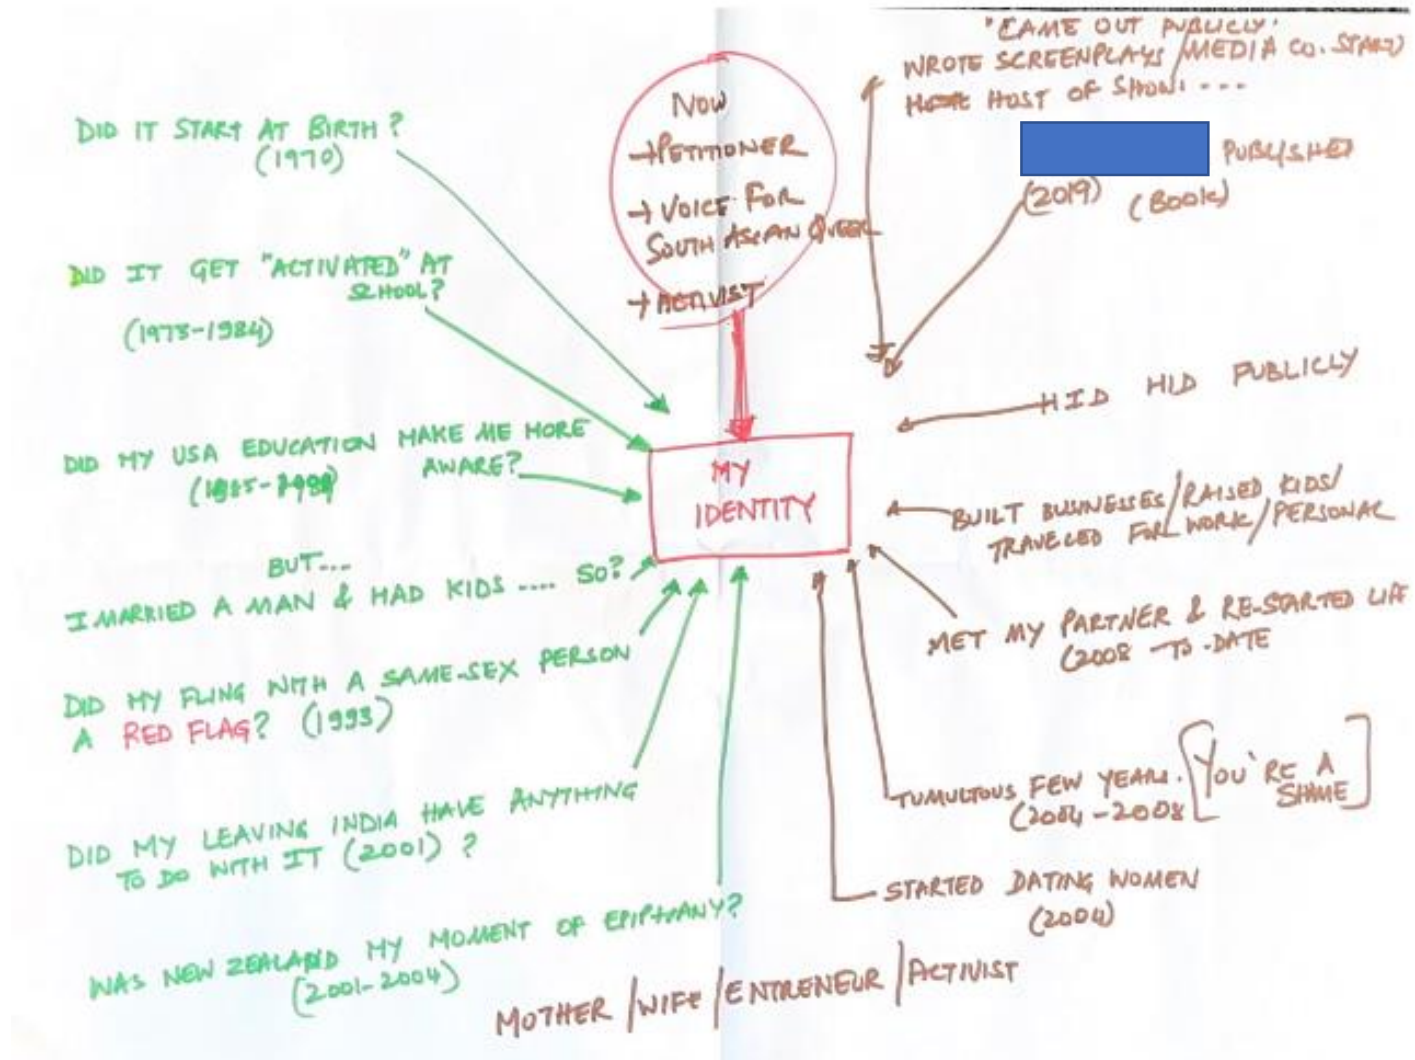 DID IT START AT BIRTH?
(1970)
DID IT GET "ACTIVATED" AT
SCHOOL?
(1975-1984)
DID MY USA EDUCATION MAKE ME MORE
AWARE?
BUT...
I MARRIED A MAN & HAD KIDS .... SO?
DID MY FLING WITH A SAME-SEX PERSON
A RED FLAG? (1993)
DID MY LEAVING INDIA HAVE ANYTHING
TO DO WITH IT (2001) ?
WAS NEW ZEALAND MY MOMENT OF EPIPHANY?
(2001-2004)
NOW
→PETITIONER
→ VOICE FOR
SOUTH ASIAN QUEER
→ ACTIVIST
MY
IDENTITY
"CAME OUT PUBLICLY"
WROTE SCREENPLAYS/MEDIA CO. START)
HOST OF SHOW. ---
PUBLISHED
(2019) (BOOK)
HID HID PUBLICLY
BUILT BUSINESSES/RAISED KIDS/
TRAVELED FOR WORK/PERSONAL
MET MY PARTNER & RE-STARTED LIFE
(2008 -TO-DATE
TUMULTOUS FEW YEARS. [YOU'RE A
SHAME]
(2004-2008
STARTED DATING WOMEN
(2004)
MOTHER/WIFE/ENTRENEUR/ACTIVIST